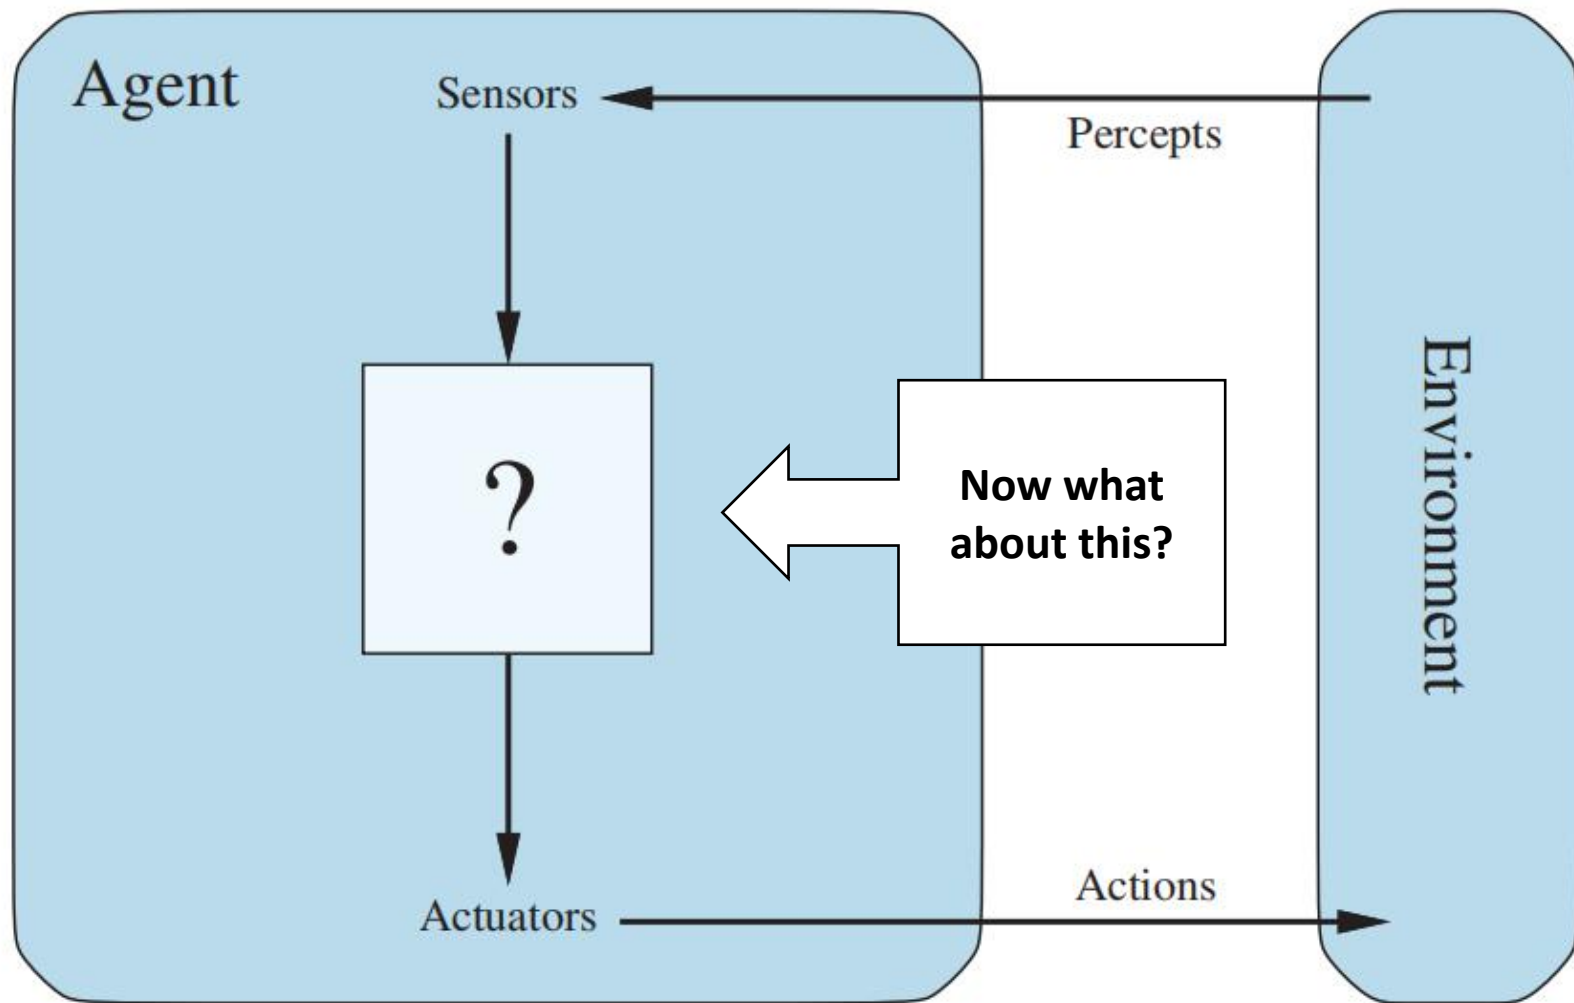 Agent
Sensors
Percepts
?
Now what
about this?
Environment
Actuators
Actions